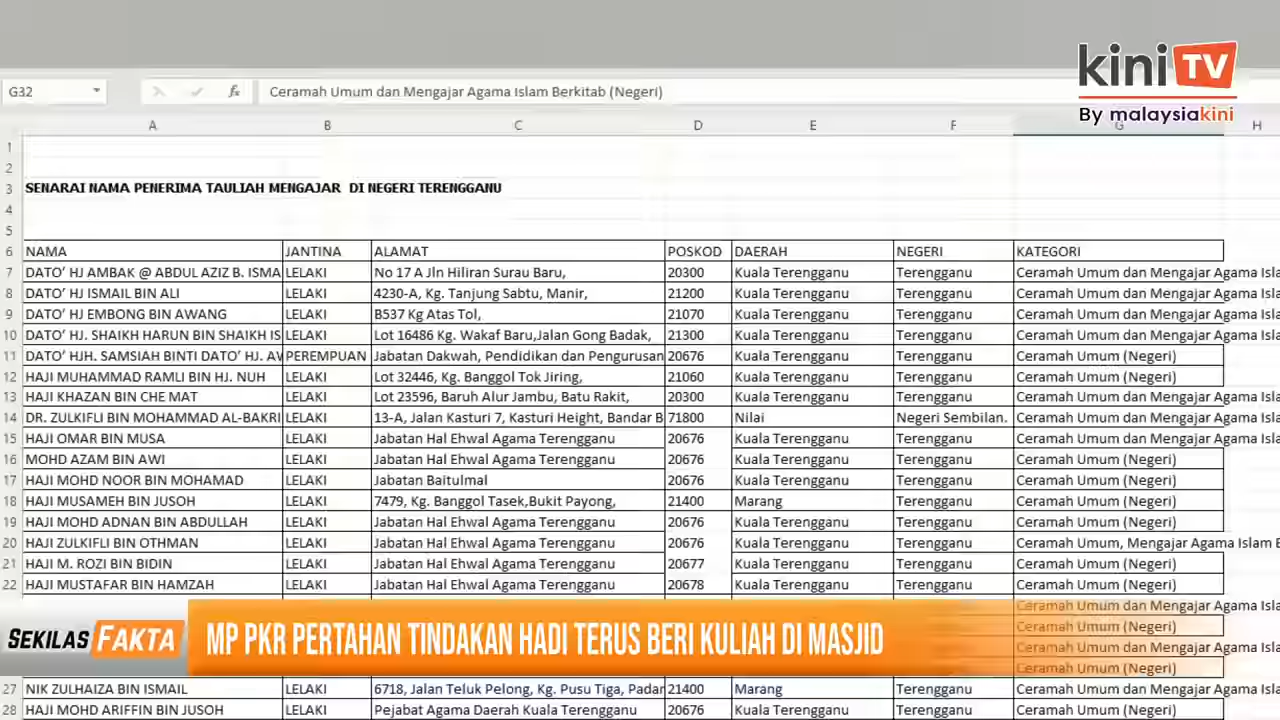 kini TV
By malaysiakini
G32 fx Ceramah Umum dan Mengajar Agama Islam Berkitab (Negeri)
A B C D E F G H
1
2
3 SENARAI NAMA PENERIMA TAULIAH MENGAJAR DI NEGERI TERENGGANU
4
5
6 NAMA JANTINA ALAMAT POSKOD DAERAH NEGERI KATEGORI
7 DATO’ HJ AMBAK @ ABDUL AZIZ B. ISMA LELAKI No 17 A Jln Hiliran Surau Baru, 20300 Kuala Terengganu Terengganu Ceramah Umum dan Mengajar Agama Isla
8 DATO’ HJ ISMAIL BIN ALI LELAKI 4230-A, Kg. Tanjung Sabtu, Manir, 21200 Kuala Terengganu Terengganu Ceramah Umum dan Mengajar Agama Isla
9 DATO’ HJ EMBONG BIN AWANG LELAKI B537 Kg Atas Tol, 21070 Kuala Terengganu Terengganu Ceramah Umum dan Mengajar Agama Isla
10 DATO’ HJ. SHAIKH HARUN BIN SHAIKH IS LELAKI Lot 16486 Kg. Wakaf Baru,Jalan Gong Badak, 21300 Kuala Terengganu Terengganu Ceramah Umum dan Mengajar Agama Isla
11 DATO’ HJH. SAMSIAH BINTI DATO’ HJ. AW PEREMPUAN Jabatan Dakwah, Pendidikan dan Pengurusan 20676 Kuala Terengganu Terengganu Ceramah Umum (Negeri)
12 HAJI MUHAMMAD RAMLI BIN HJ. NUH LELAKI Lot 32446, Kg. Banggol Tok Jiring, 21060 Kuala Terengganu Terengganu Ceramah Umum (Negeri)
13 HAJI KHAZAN BIN CHE MAT LELAKI Lot 23596, Baruh Alur Jambu, Batu Rakit, 20300 Kuala Terengganu Terengganu Ceramah Umum dan Mengajar Agama Isla
14 DR. ZULKIFLI BIN MOHAMMAD AL-BAKRI LELAKI 13-A, Jalan Kasturi 7, Kasturi Height, Bandar B 71800 Nilai Negeri Sembilan. Ceramah Umum dan Mengajar Agama Isla
15 HAJI OMAR BIN MUSA LELAKI Jabatan Hal Ehwal Agama Terengganu 20676 Kuala Terengganu Terengganu Ceramah Umum dan Mengajar Agama Isla
16 MOHD AZAM BIN AWI LELAKI Jabatan Hal Ehwal Agama Terengganu 20676 Kuala Terengganu Terengganu Ceramah Umum (Negeri)
17 HAJI MOHD NOOR BIN MOHAMAD LELAKI Jabatan Baitulmal 20676 Kuala Terengganu Terengganu Ceramah Umum (Negeri)
18 HAJI MUSAMEH BIN JUSOH LELAKI 7479, Kg. Banggol Tasek,Bukit Payong, 21400 Marang Terengganu Ceramah Umum (Negeri)
19 HAJI MOHD ADNAN BIN ABDULLAH LELAKI Jabatan Hal Ehwal Agama Terengganu 20676 Kuala Terengganu Terengganu Ceramah Umum (Negeri)
20 HAJI ZULKIFLI BIN OTHMAN LELAKI Jabatan Hal Ehwal Agama Terengganu 20676 Kuala Terengganu Terengganu Ceramah Umum, Mengajar Agama Islam B
21 HAJI M. ROZI BIN BIDIN LELAKI Jabatan Hal Ehwal Agama Terengganu 20677 Kuala Terengganu Terengganu Ceramah Umum (Negeri)
22 HAJI MUSTAFAR BIN HAMZAH LELAKI Jabatan Hal Ehwal Agama Terengganu 20678 Kuala Terengganu Terengganu Ceramah Umum (Negeri)
Ceramah Umum dan Mengajar Agama Isla
Ceramah Umum (Negeri)
SEKILAS FAKTA MP PKR PERTAHAN TINDAKAN HADI TERUS BERI KULIAH DI MASJID
Ceramah Umum dan Mengajar Agama Isla
Ceramah Umum (Negeri)
27 NIK ZULHAIZA BIN ISMAIL LELAKI 6718, Jalan Teluk Pelong, Kg. Pusu Tiga, Padan 21400 Marang Terengganu Ceramah Umum dan Mengajar Agama Isla
28 HAJI MOHD ARIFFIN BIN JUSOH LELAKI Pejabat Agama Daerah Kuala Terengganu 20676 Kuala Terengganu Terengganu Ceramah Umum dan Mengajar Agama Isla